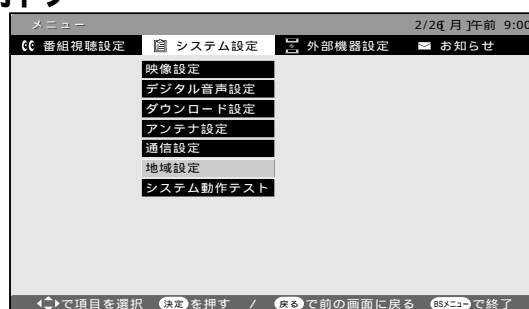 メニュー 2/26[月]午前 9:00
番組視聴設定 システム設定 外部機器設定 お知らせ
映像設定
デジタル音声設定
ダウンロード設定
アンテナ設定
通信設定
地域設定
システム動作テスト
で項目を選択 決定を押す / 戻るで前の画面に戻る BSメニューで終了